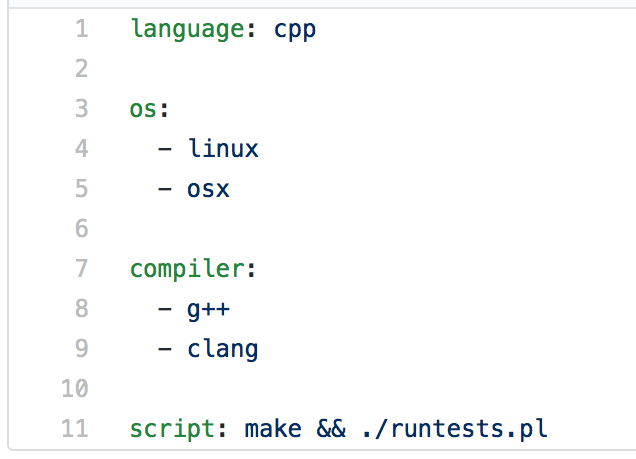 1 language: cpp
2
3 os:
4   - linux
5   - osx
6
7 compiler:
8   - g++
9   - clang
10
11 script: make && ./runtests.pl